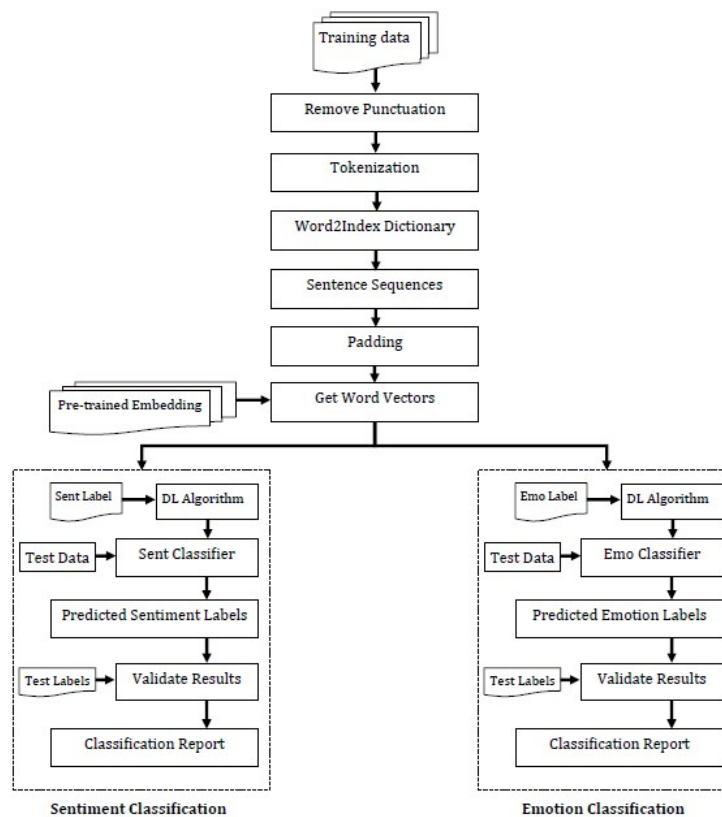 Training data
Remove Punctuation
Tokenization
Word2Index Dictionary
Sentence Sequences
Padding
Pre-trained Embedding
Get Word Vectors
Sent Label
DL Algorithm
Test Data
Sent Classifier
Predicted Sentiment Labels
Test Labels
Validate Results
Classification Report
Sentiment Classification
Emo Label
DL Algorithm
Test Data
Emo Classifier
Predicted Emotion Labels
Test Labels
Validate Results
Classification Report
Emotion Classification